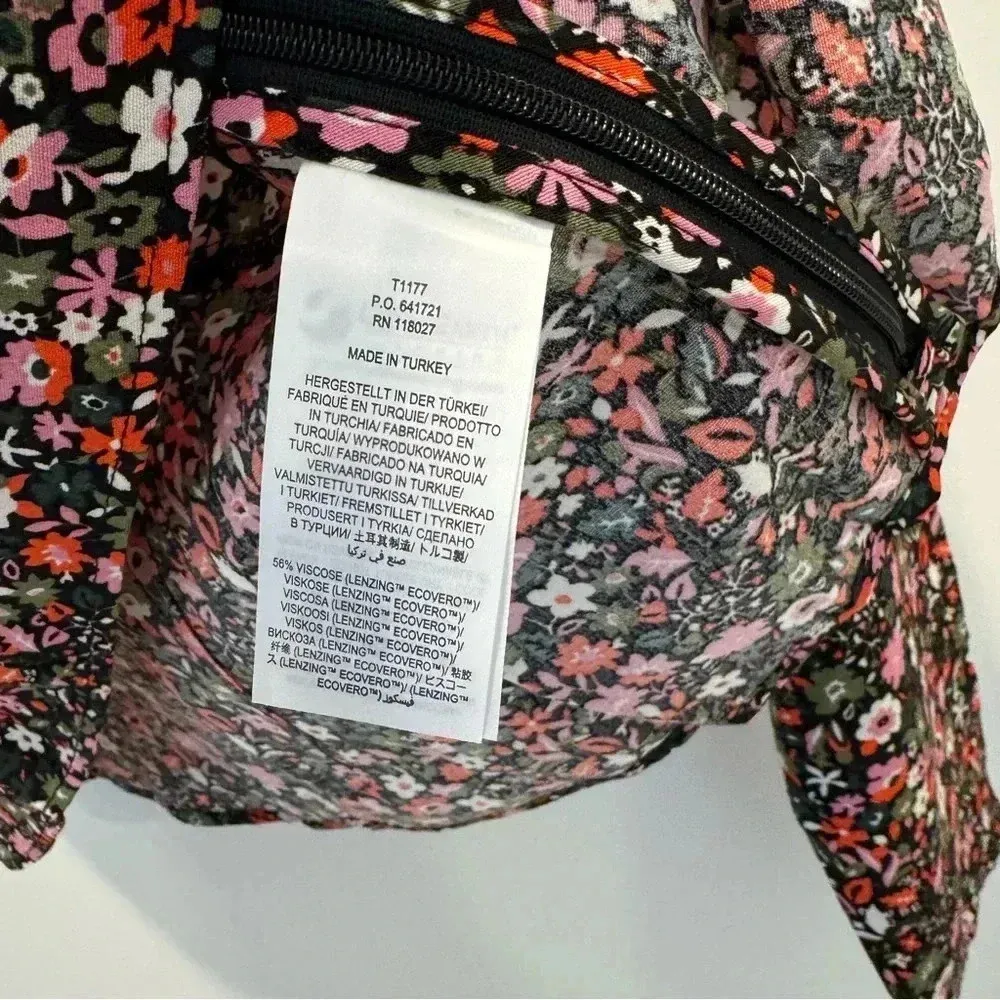 T1177
P.O. 641721
RN 118027
MADE IN TURKEY
HERGESTELLT IN DER TÜRKEI/
FABRIQUÉ EN TURQUIE/ PRODOTTO
IN TURCHIA/ FABRICADO EN
TURQUÍA/ WYPRODUKOWANO W
TURCJI/ FABRICADO NA TURQUIA/
VERVAARDIGD IN TURKIJE/
VALMISTETTU TURKISSA/ TILLVERKAD
I TURKIET/ FREMSTILLET I TYRKIET/
PRODUSERT I TYRKIA/ СДЕЛАНО
В ТУРЦИИ/ 土耳其制造/ トルコ製/
صنع في تركيا
56% VISCOSE (LENZING™ ECOVERO™)/
VISKOSE (LENZING™ ECOVERO™)/
VISCOSA (LENZING™ ECOVERO™)/
VISKOOSI (LENZING™ ECOVERO™)/
VISKOS (LENZING™ ECOVERO™)/
ВИСКОЗА (LENZING™ ECOVERO™)/ 粘胶
纤维 (LENZING™ ECOVERO™)/ ビスコー
ス (LENZING™ ECOVERO™)/ (LENZING™
ECOVERO™) فيسكوز/